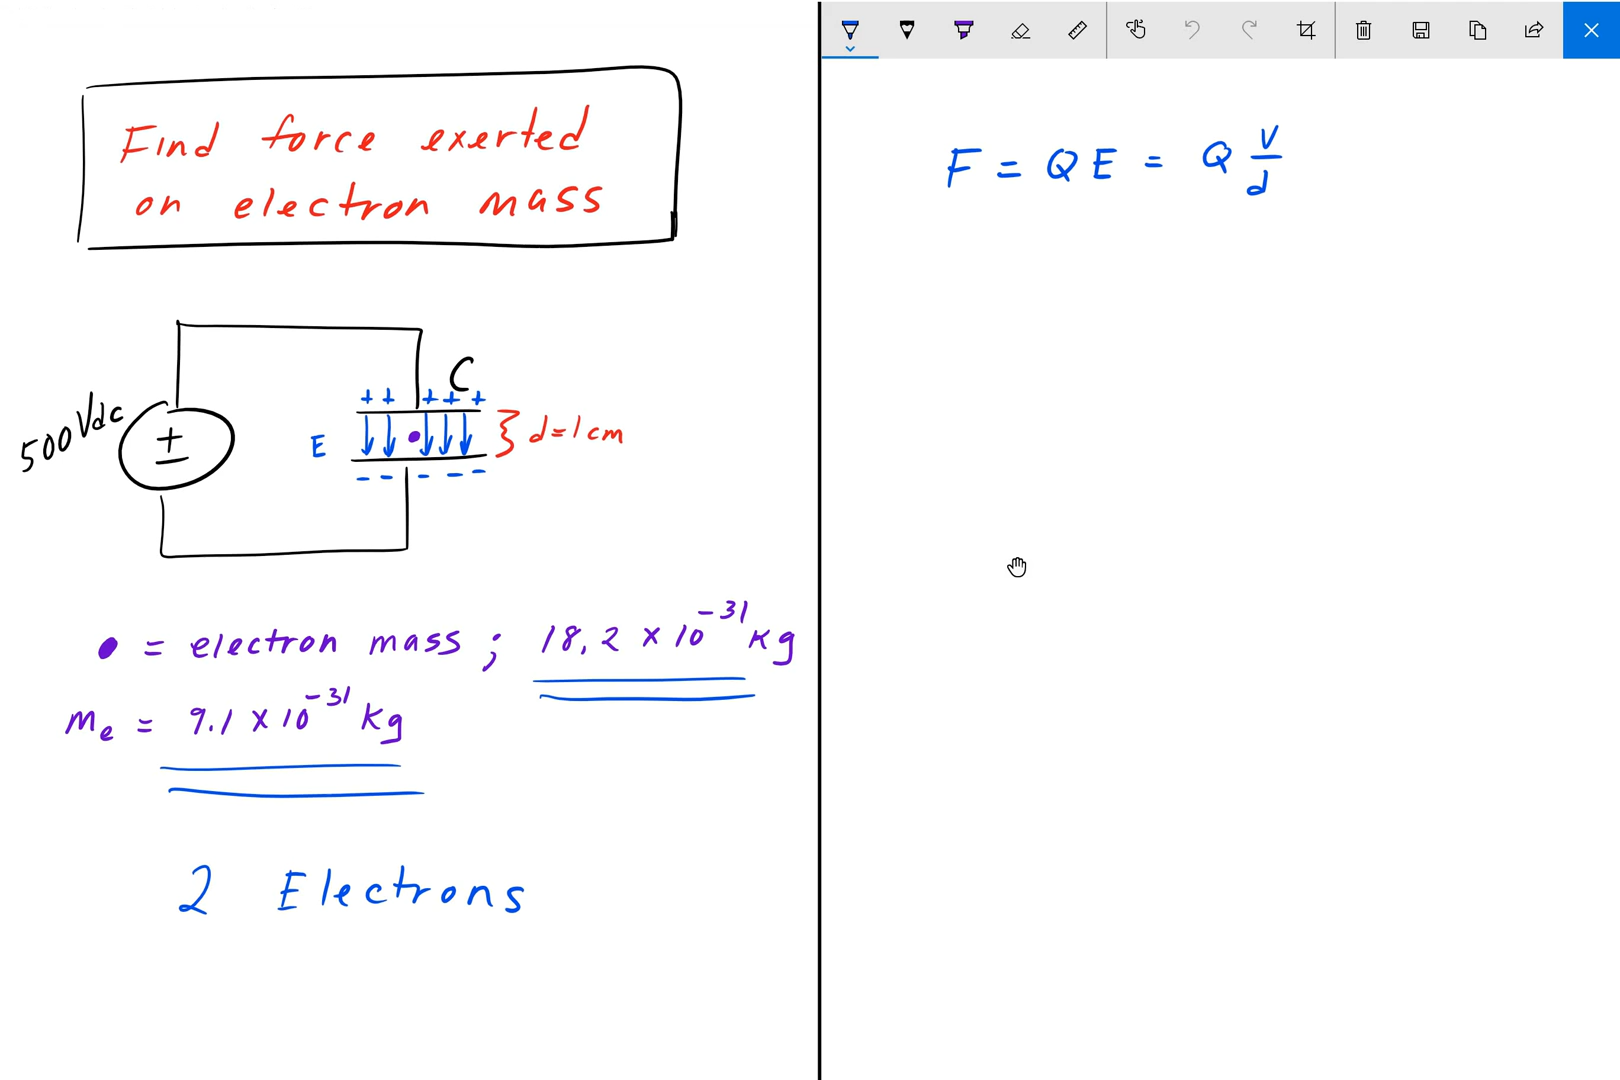 Find force exerted
on electron mass
F = QE = Q V/d
500Vdc
C
++ +++
+
−
E
d=1cm
-- ---
• = electron mass; 18.2 x 10^-31 Kg
me = 9.1 x 10^-31 Kg
2 Electrons